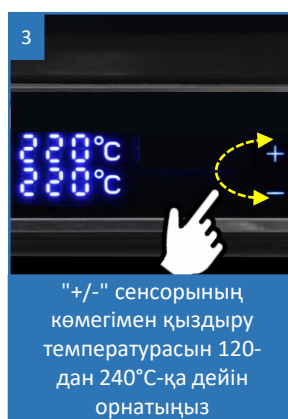 3
220°C
220°C
+
−
"+/-" сенсорының
көмегімен қыздыру
температурасын 120-
дан 240°C-қа дейін
орнатыңыз